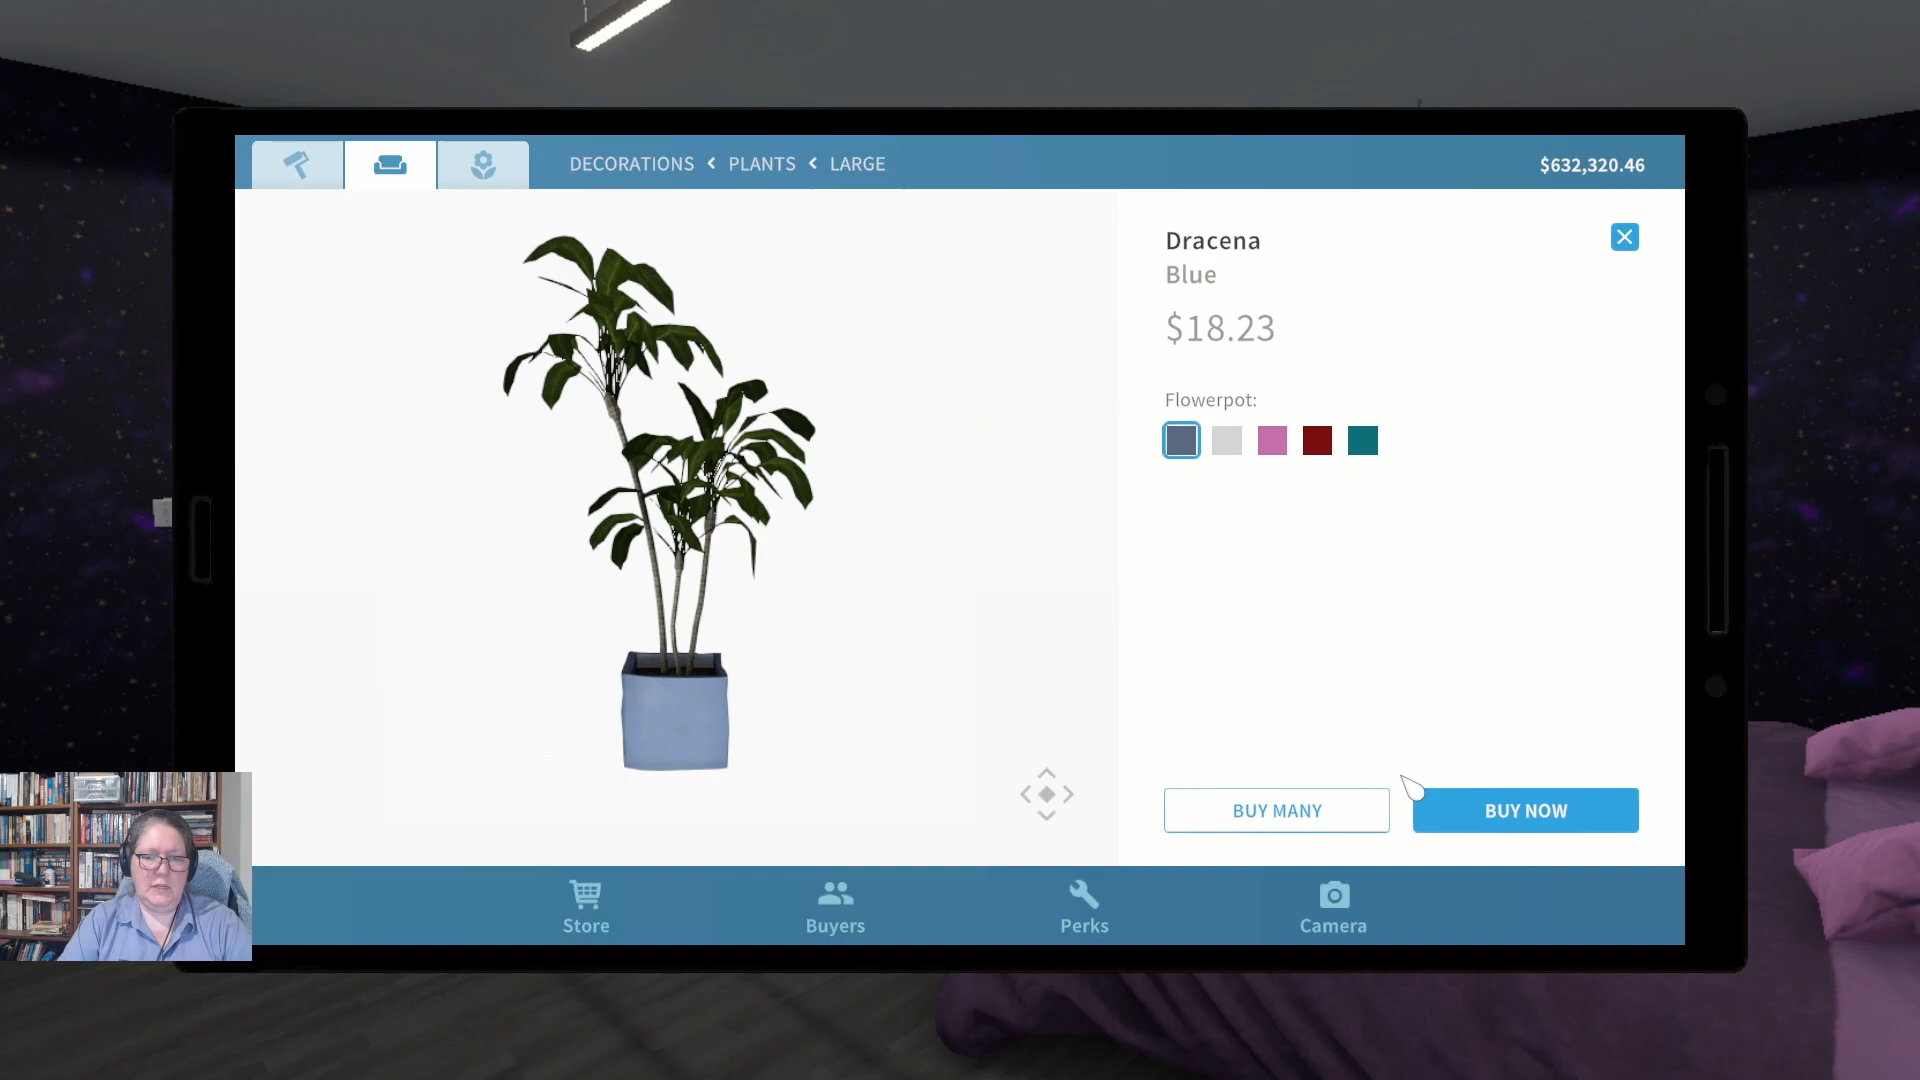 DECORATIONS < PLANTS < LARGE
$632,320.46
Dracena
Blue
$18.23
Flowerpot:
BUY MANY
BUY NOW
Store
Buyers
Perks
Camera